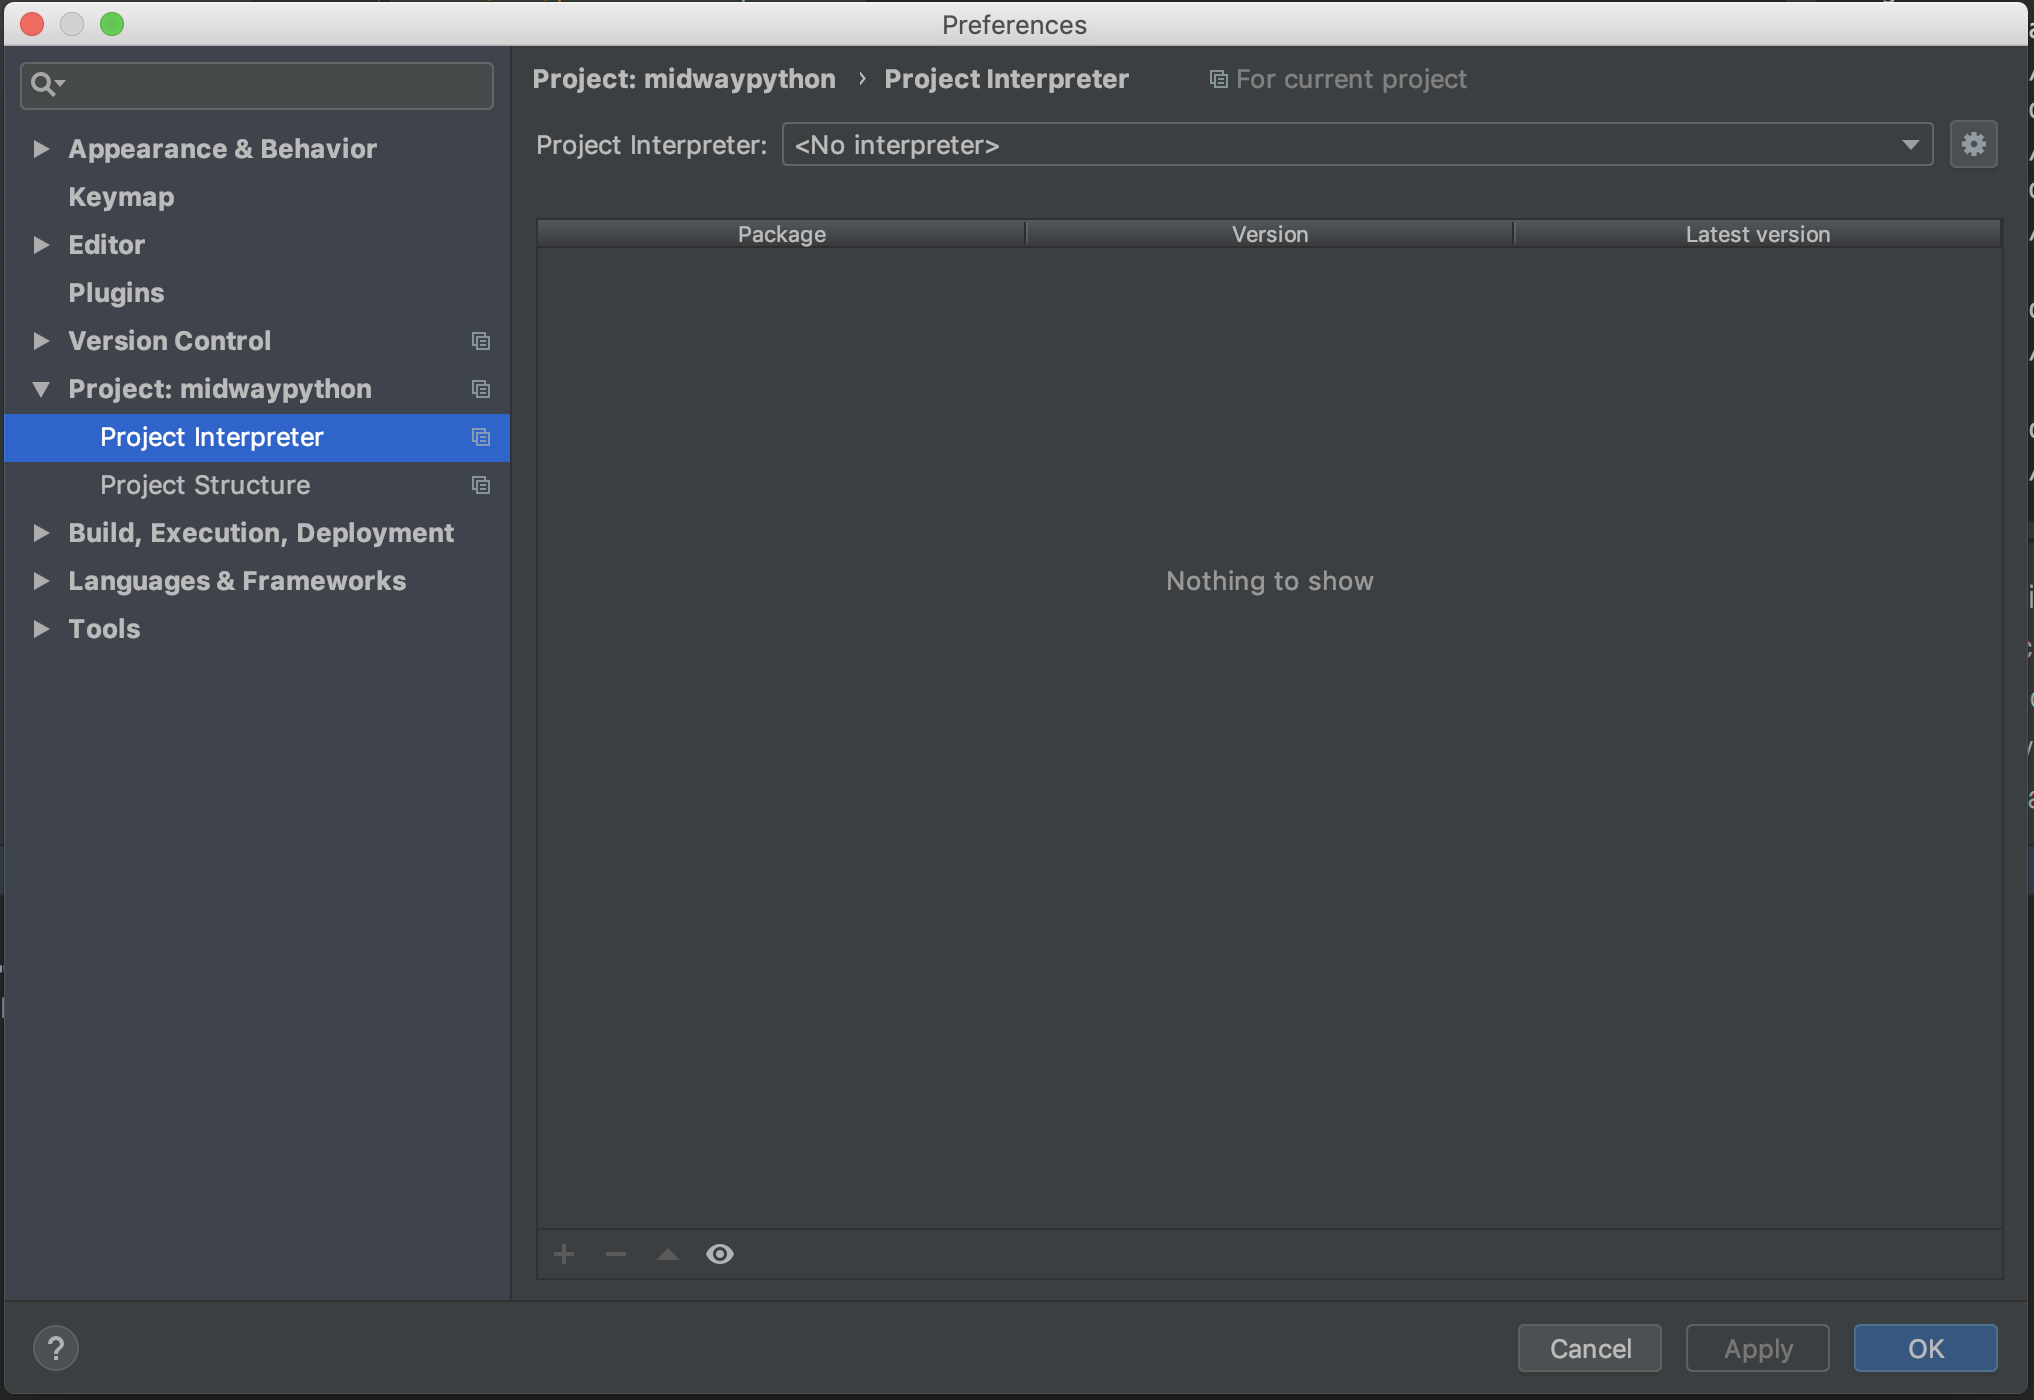 Preferences
Project: midwaypython › Project Interpreter For current project
Project Interpreter: <No interpreter>
Appearance & Behavior
Keymap
Editor
Plugins
Version Control
Project: midwaypython
Project Interpreter
Project Structure
Build, Execution, Deployment
Languages & Frameworks
Tools
Package Version Latest version
Nothing to show
?
Cancel Apply OK